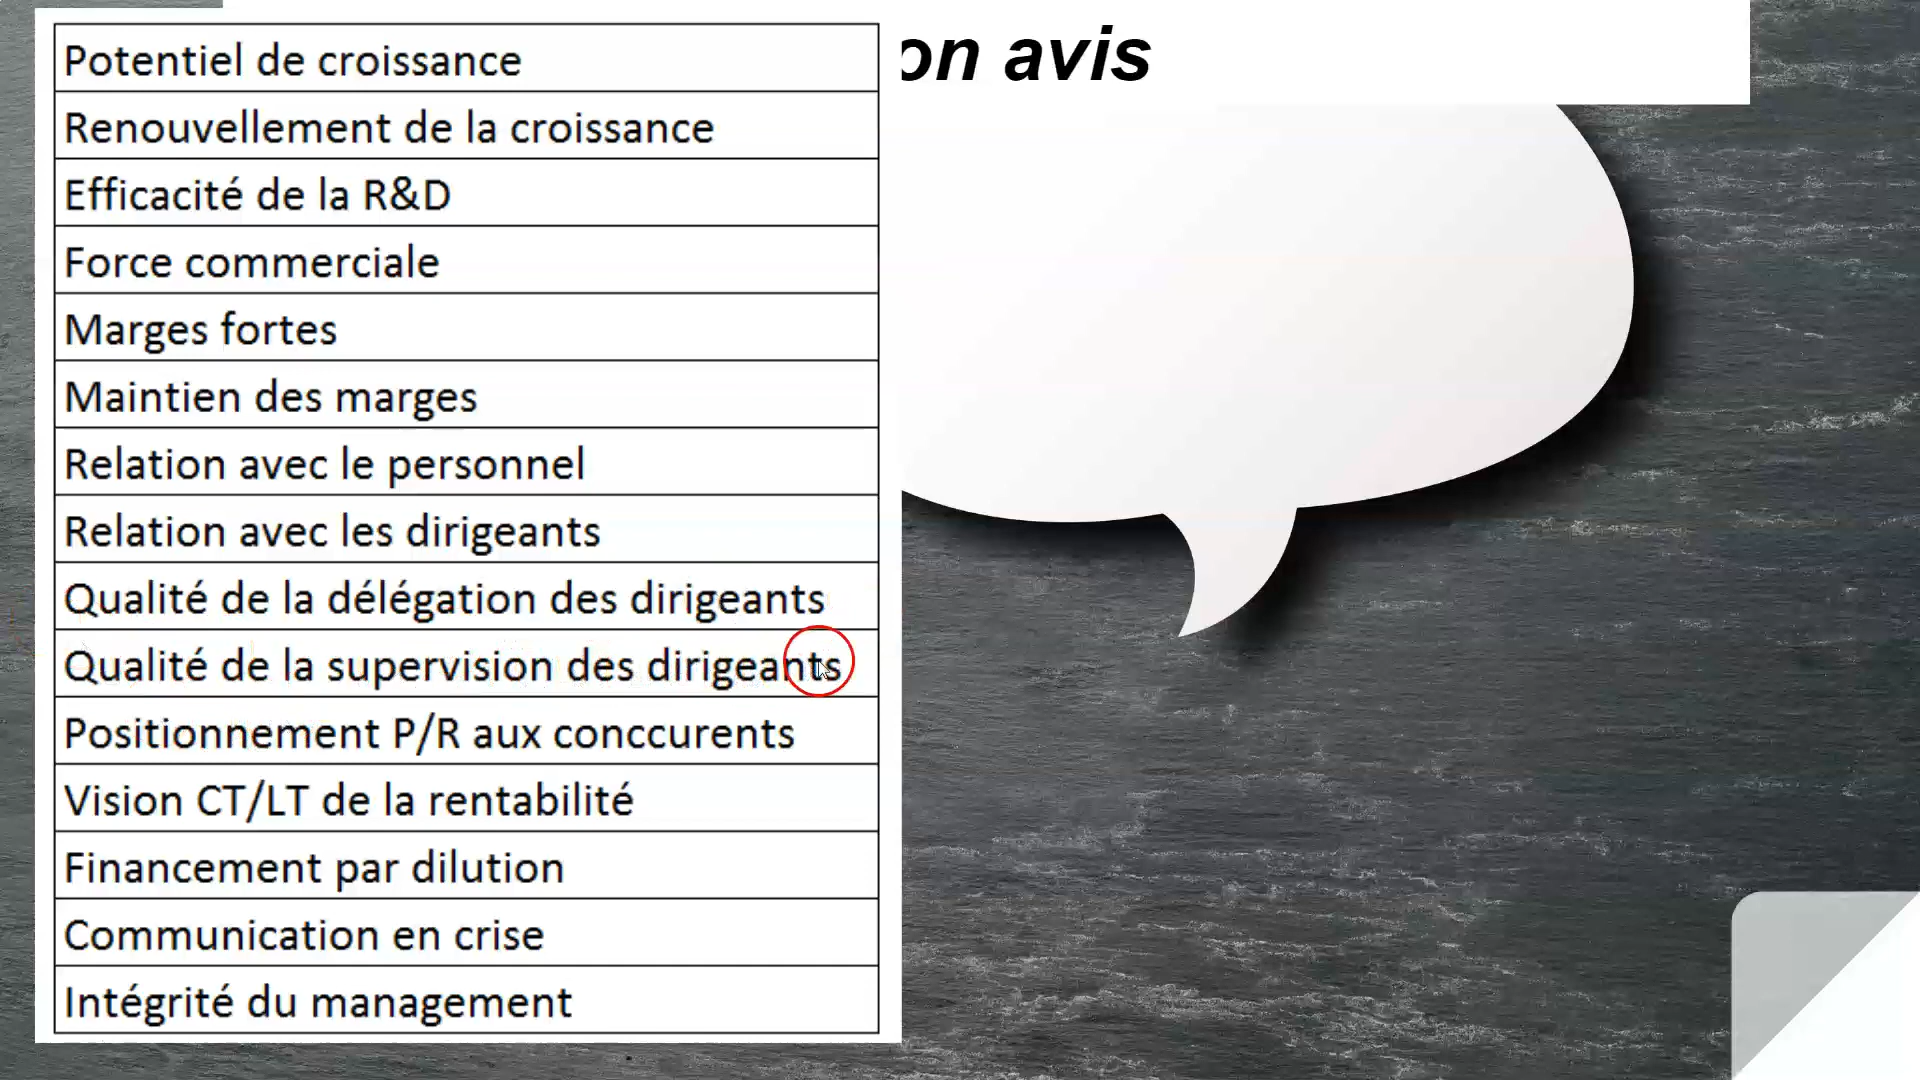 on avis
Potentiel de croissance
Renouvellement de la croissance
Efficacité de la R&D
Force commerciale
Marges fortes
Maintien des marges
Relation avec le personnel
Relation avec les dirigeants
Qualité de la délégation des dirigeants
Qualité de la supervision des dirigeants
Positionnement P/R aux conccurents
Vision CT/LT de la rentabilité
Financement par dilution
Communication en crise
Intégrité du management